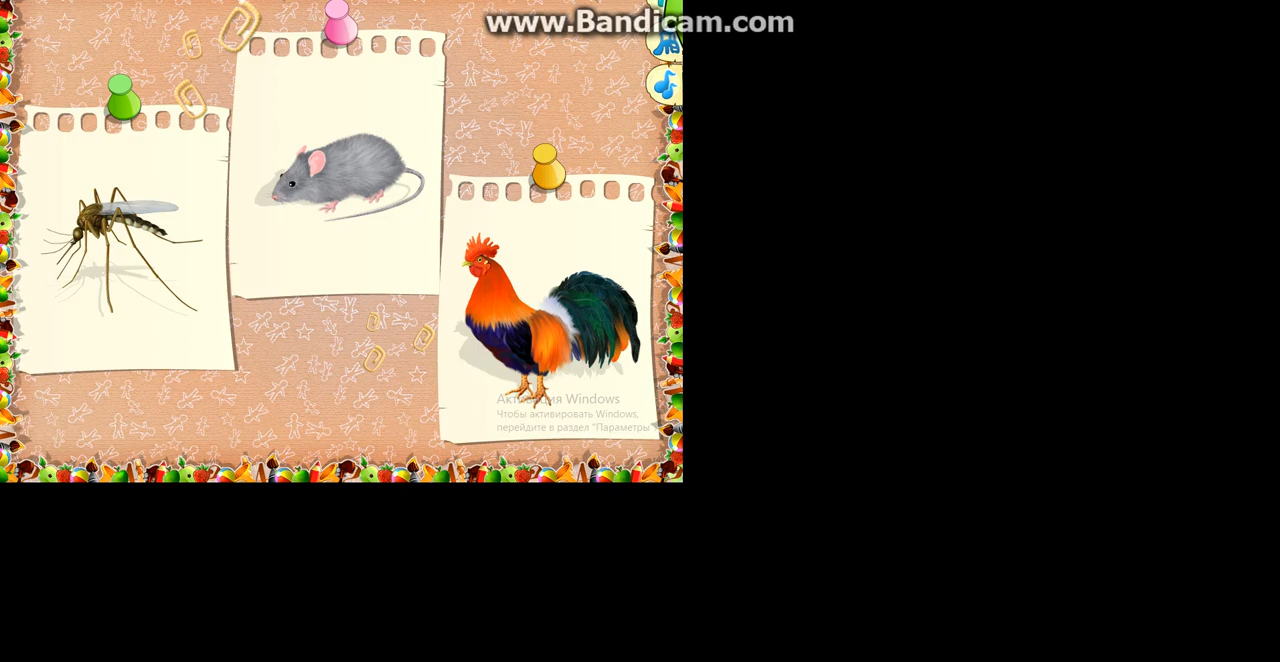 www.Bandicam.com
Активация Windows
Чтобы активировать Windows,
перейдите в раздел "Параметры